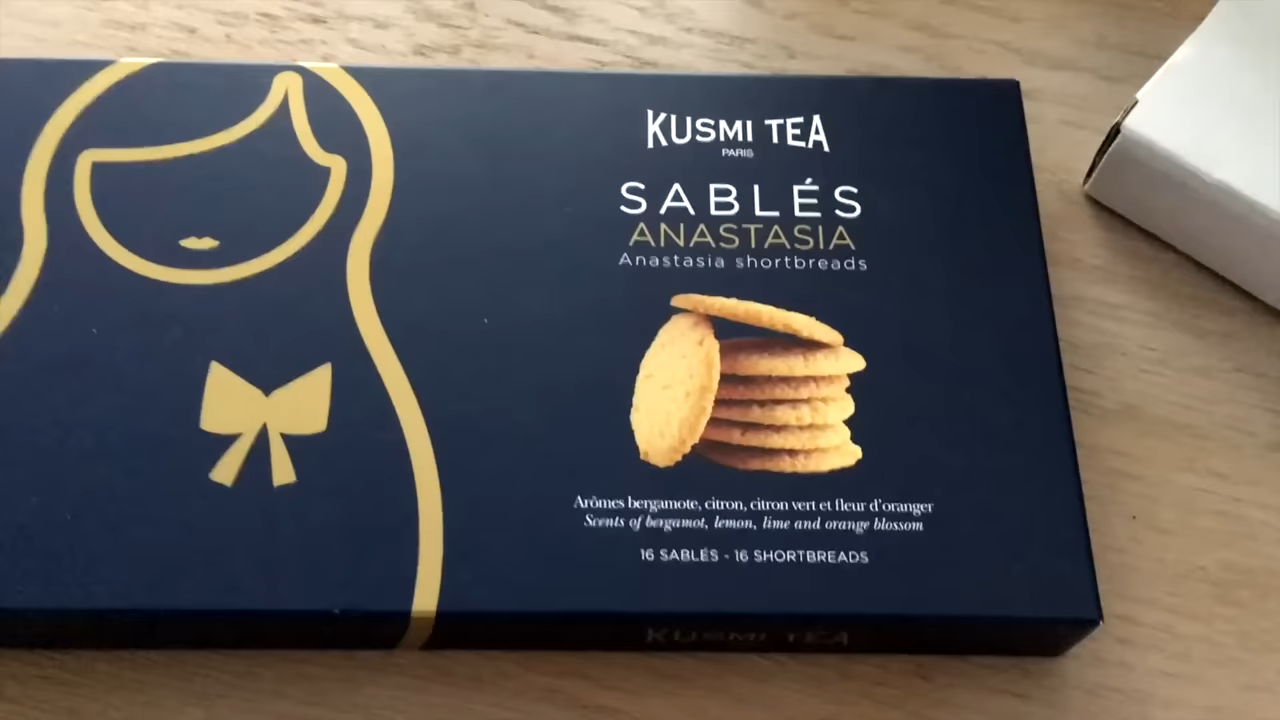 KUSMI TEA
PARIS
SABLÉS
ANASTASIA
Anastasia shortbreads
Arômes bergamote, citron, citron vert et fleur d'oranger
Scents of bergamot, lemon, lime and orange blossom
16 SABLÉS - 16 SHORTBREADS
KUSMI TEA